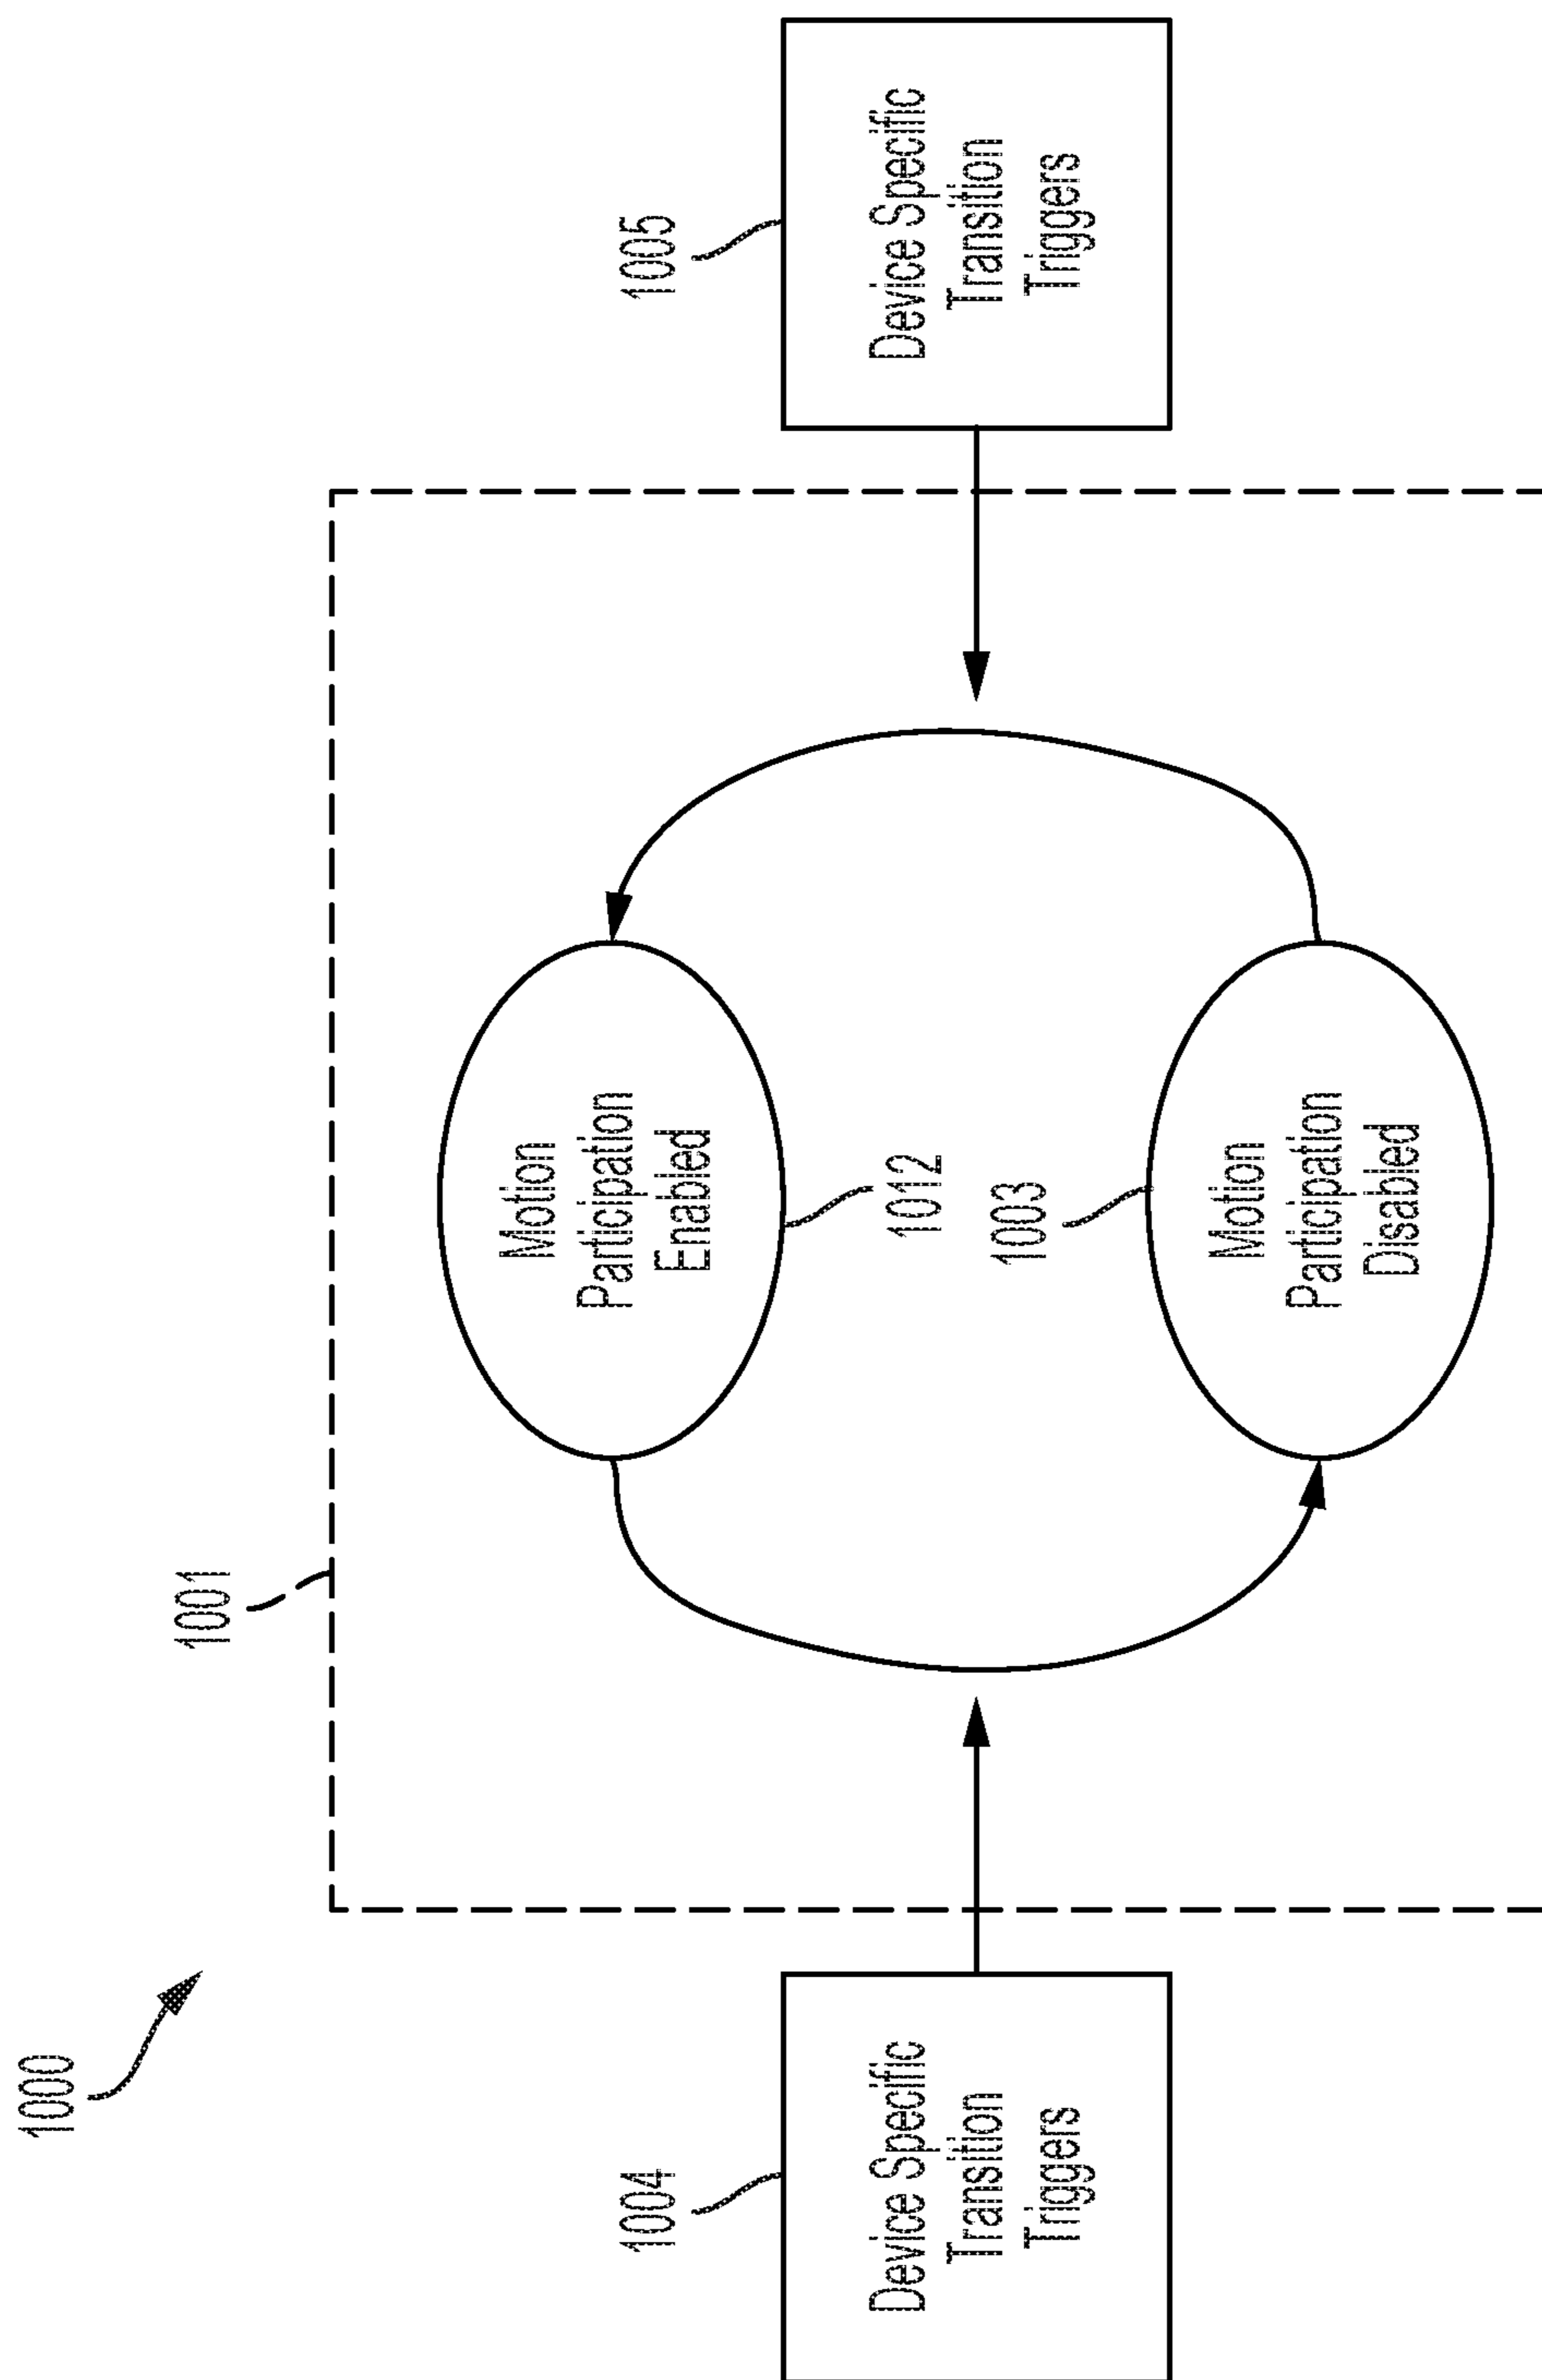 1000
1001
Motion
Participation
Enabled
1012
1004
Device Specific
Transition
Triggers
1005
Device Specific
Transition
Triggers
1003
Motion
Participation
Disabled